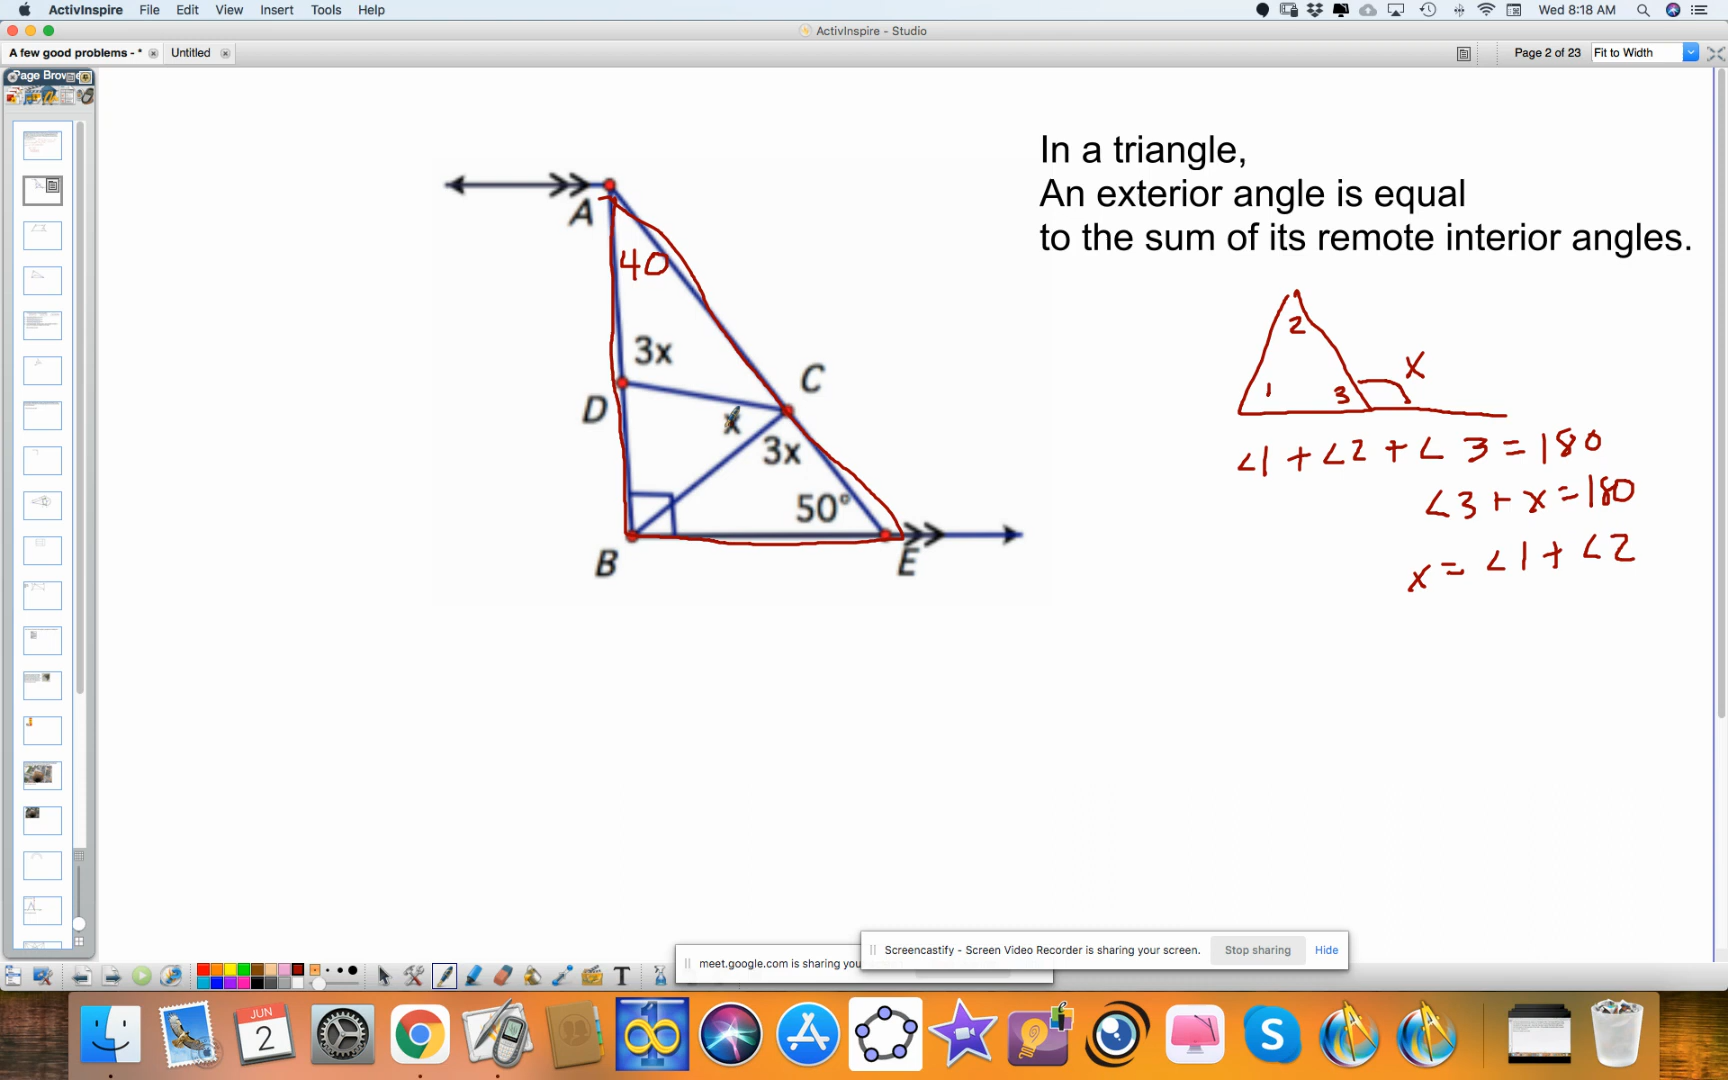 ActivInspire File Edit View Insert Tools Help Wed 8:18 AM
ActivInspire - Studio
A few good problems - * Untitled Page 2 of 23 Fit to Width
Page Brow
In a triangle,
An exterior angle is equal
to the sum of its remote interior angles.
A
40
3x
D
C
x
3x
50°
B
E
2
1
3
x
∠1 + ∠2 + ∠3 = 180
∠3 + x = 180
x = ∠1 + ∠2
meet.google.com is sharing you
Screencastify - Screen Video Recorder is sharing your screen. Stop sharing Hide
T
JUN
2
1
S